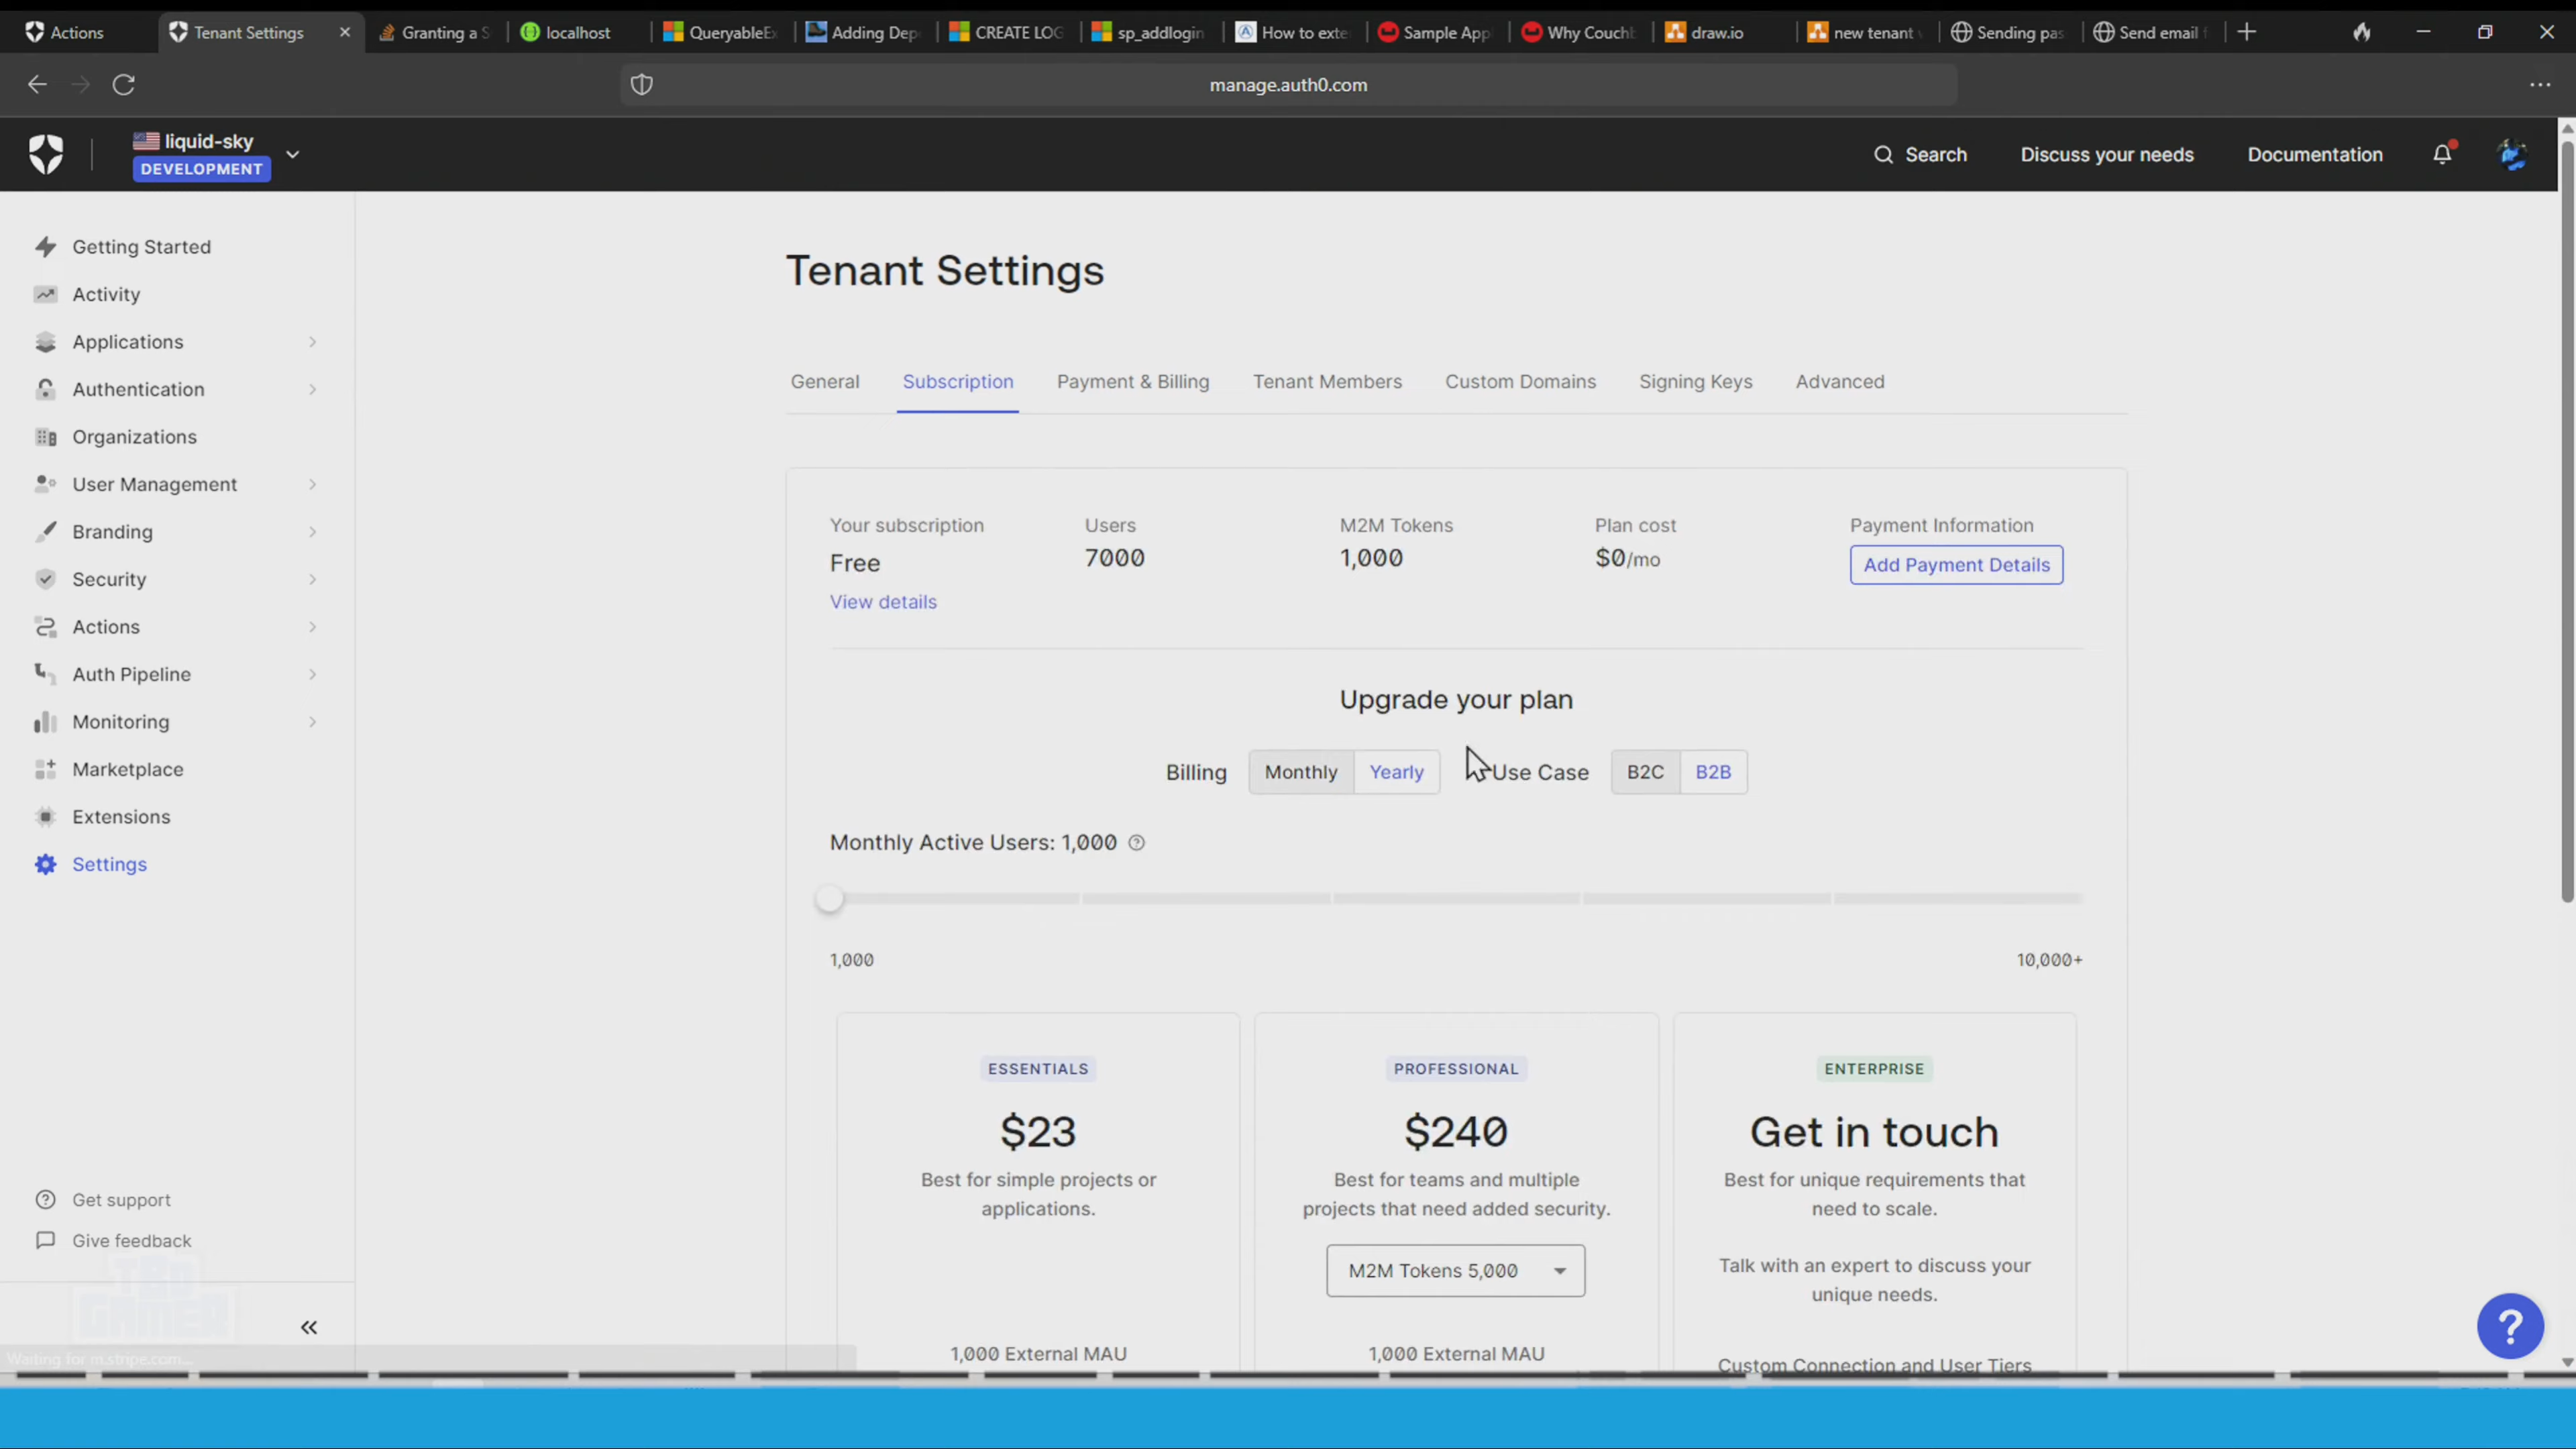 Actions
Tenant Settings
Granting a S
localhost
QueryableEx
Adding Dep
CREATE LOG
sp_addlogin
How to exte
Sample App
Why Couchb
draw.io
new tenant
Sending pas
Send email
manage.auth0.com
liquid-sky
DEVELOPMENT
Search
Discuss your needs
Documentation
Getting Started
Activity
Applications
Authentication
Organizations
User Management
Branding
Security
Actions
Auth Pipeline
Monitoring
Marketplace
Extensions
Settings
Get support
Give feedback
TBD
GAMER
Waiting for m.stripe.com...
Tenant Settings
General
Subscription
Payment & Billing
Tenant Members
Custom Domains
Signing Keys
Advanced
Your subscription
Free
View details
Users
7000
M2M Tokens
1,000
Plan cost
$0/mo
Payment Information
Add Payment Details
Upgrade your plan
Billing
Monthly
Yearly
Use Case
B2C
B2B
Monthly Active Users: 1,000
1,000
10,000+
ESSENTIALS
$23
Best for simple projects or
applications.
1,000 External MAU
PROFESSIONAL
$240
Best for teams and multiple
projects that need added security.
M2M Tokens 5,000
1,000 External MAU
ENTERPRISE
Get in touch
Best for unique requirements that
need to scale.
Talk with an expert to discuss your
unique needs.
Custom Connection and User Tiers